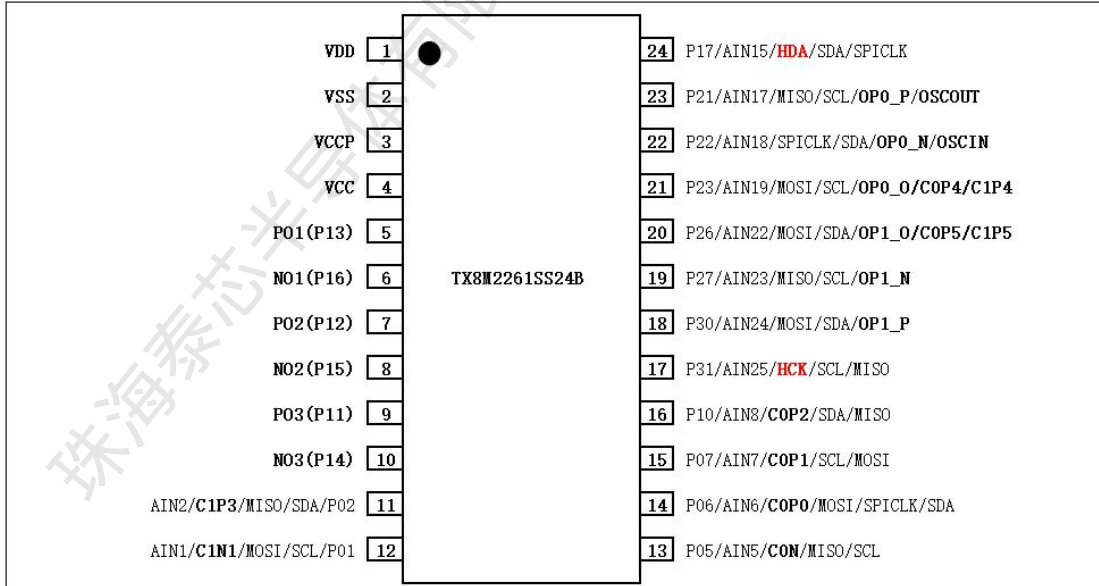 珠海泰芯半导体有限
VDD 1
VSS 2
VCCP 3
VCC 4
PO1(P13) 5
NO1(P16) 6
PO2(P12) 7
NO2(P15) 8
PO3(P11) 9
NO3(P14) 10
AIN2/C1P3/MISO/SDA/P02 11
AIN1/C1N1/MOSI/SCL/P01 12
TX8M2261SS24B
24 P17/AIN15/HDA/SDA/SPICLK
23 P21/AIN17/MISO/SCL/OP0_P/OSCOUT
22 P22/AIN18/SPICLK/SDA/OP0_N/OSCIN
21 P23/AIN19/MOSI/SCL/OP0_O/C0P4/C1P4
20 P26/AIN22/MOSI/SDA/OP1_O/C0P5/C1P5
19 P27/AIN23/MISO/SCL/OP1_N
18 P30/AIN24/MOSI/SDA/OP1_P
17 P31/AIN25/HCK/SCL/MISO
16 P10/AIN8/C0P2/SDA/MISO
15 P07/AIN7/C0P1/SCL/MOSI
14 P06/AIN6/C0P0/MOSI/SPICLK/SDA
13 P05/AIN5/C0N/MISO/SCL